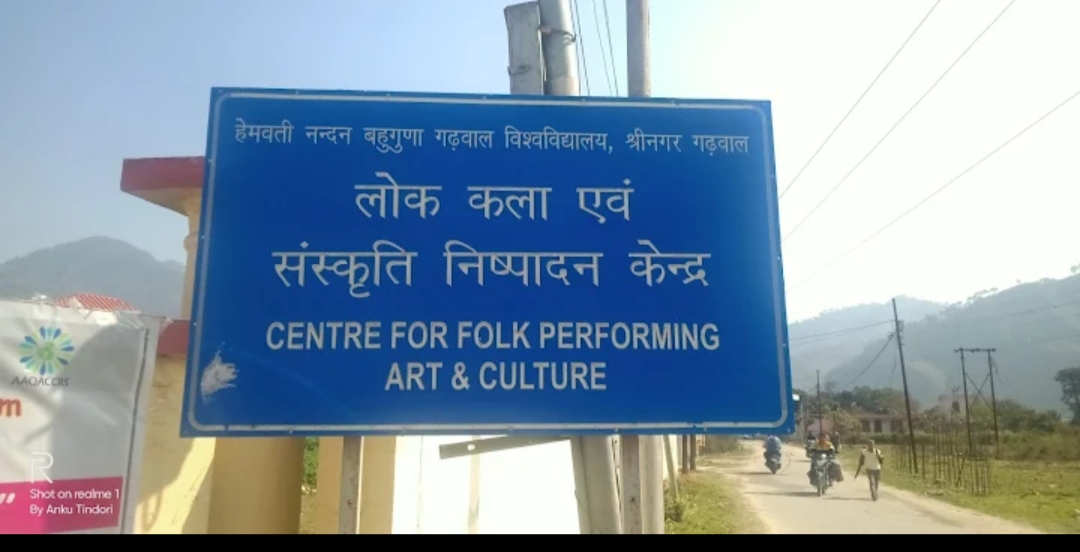 हेमवती नन्दन बहुगुणा गढ़वाल विश्वविद्यालय, श्रीनगर गढ़वाल
लोक कला एवं
संस्कृति निष्पादन केन्द्र
CENTRE FOR FOLK PERFORMING
ART & CULTURE
AAQACCRS
m
Shot on realme 1
By Anku Tindori